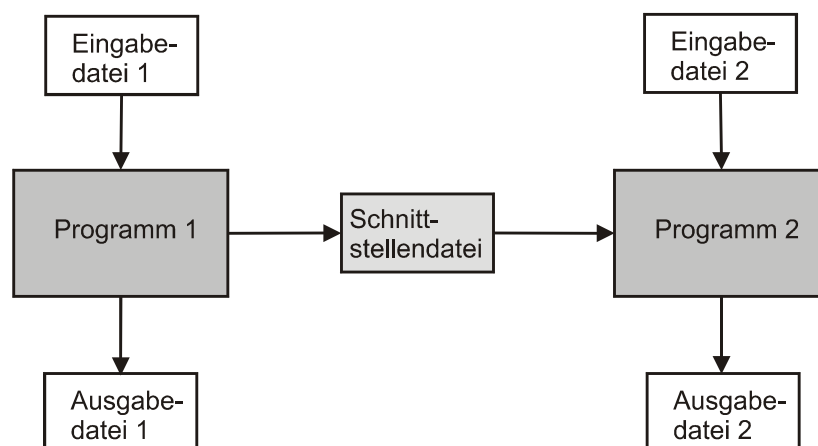 Eingabe-
datei 1
Eingabe-
datei 2
Programm 1
Schnitt-
stellendatei
Programm 2
Ausgabe-
datei 1
Ausgabe-
datei 2